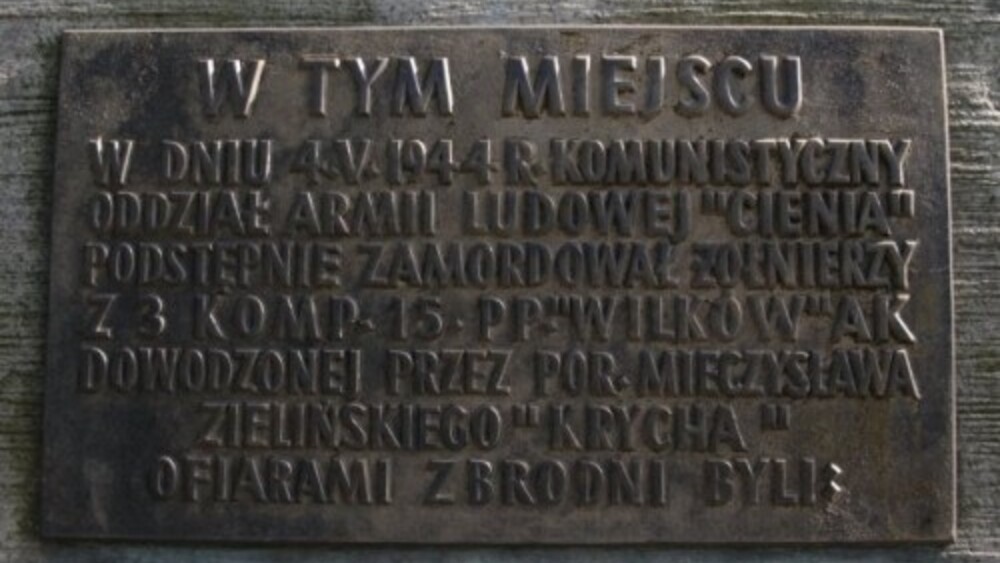 W TYM MIEJSCU
W DNIU 4.V.1944 R. KOMUNISTYCZNY
ODDZIAŁ ARMII LUDOWEJ "CIENIA"
PODSTĘPNIE ZAMORDOWAŁ ŻOŁNIERZY
Z 3 KOMP. 15. PP. "WILKÓW" AK
DOWODZONEJ PRZEZ POR. MIECZYSŁAWA
ZIELIŃSKIEGO "KRYCHA"
OFIARAMI ZBRODNI BYLI: